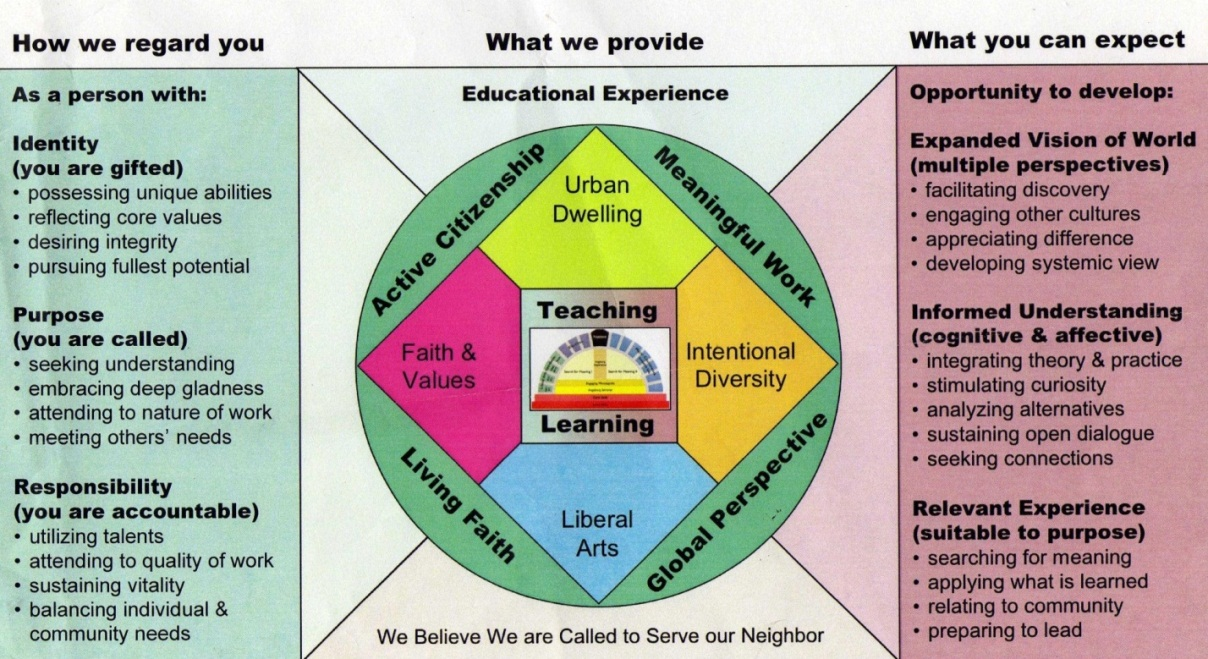 How we regard you
What we provide
What you can expect
As a person with:
Identity
(you are gifted)
• possessing unique abilities
• reflecting core values
• desiring integrity
• pursuing fullest potential
Purpose
(you are called)
• seeking understanding
• embracing deep gladness
• attending to nature of work
• meeting others' needs
Responsibility
(you are accountable)
• utilizing talents
• attending to quality of work
• sustaining vitality
• balancing individual &
community needs
Educational Experience
Active Citizenship
Meaningful Work
Urban
Dwelling
Faith &
Values
Teaching
Learning
Intentional
Diversity
Liberal
Arts
Living Faith
Global Perspective
We Believe We are Called to Serve our Neighbor
Opportunity to develop:
Expanded Vision of World
(multiple perspectives)
• facilitating discovery
• engaging other cultures
• appreciating difference
• developing systemic view
Informed Understanding
(cognitive & affective)
• integrating theory & practice
• stimulating curiosity
• analyzing alternatives
• sustaining open dialogue
• seeking connections
Relevant Experience
(suitable to purpose)
• searching for meaning
• applying what is learned
• relating to community
• preparing to lead